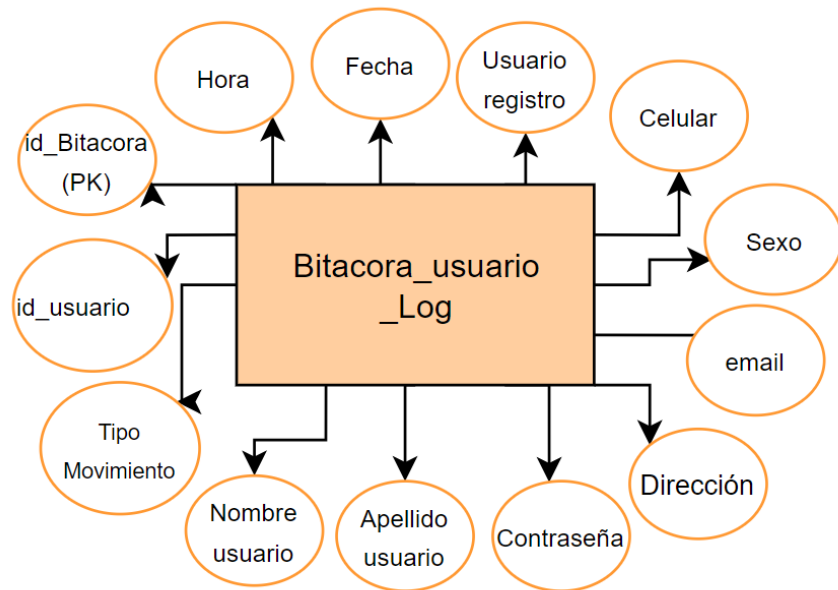 Hora
Fecha
Usuario
registro
Celular
id_Bitacora
(PK)
Sexo
Bitacora_usuario
_Log
id_usuario
email
Tipo
Movimiento
Dirección
Nombre
usuario
Apellido
usuario
Contraseña